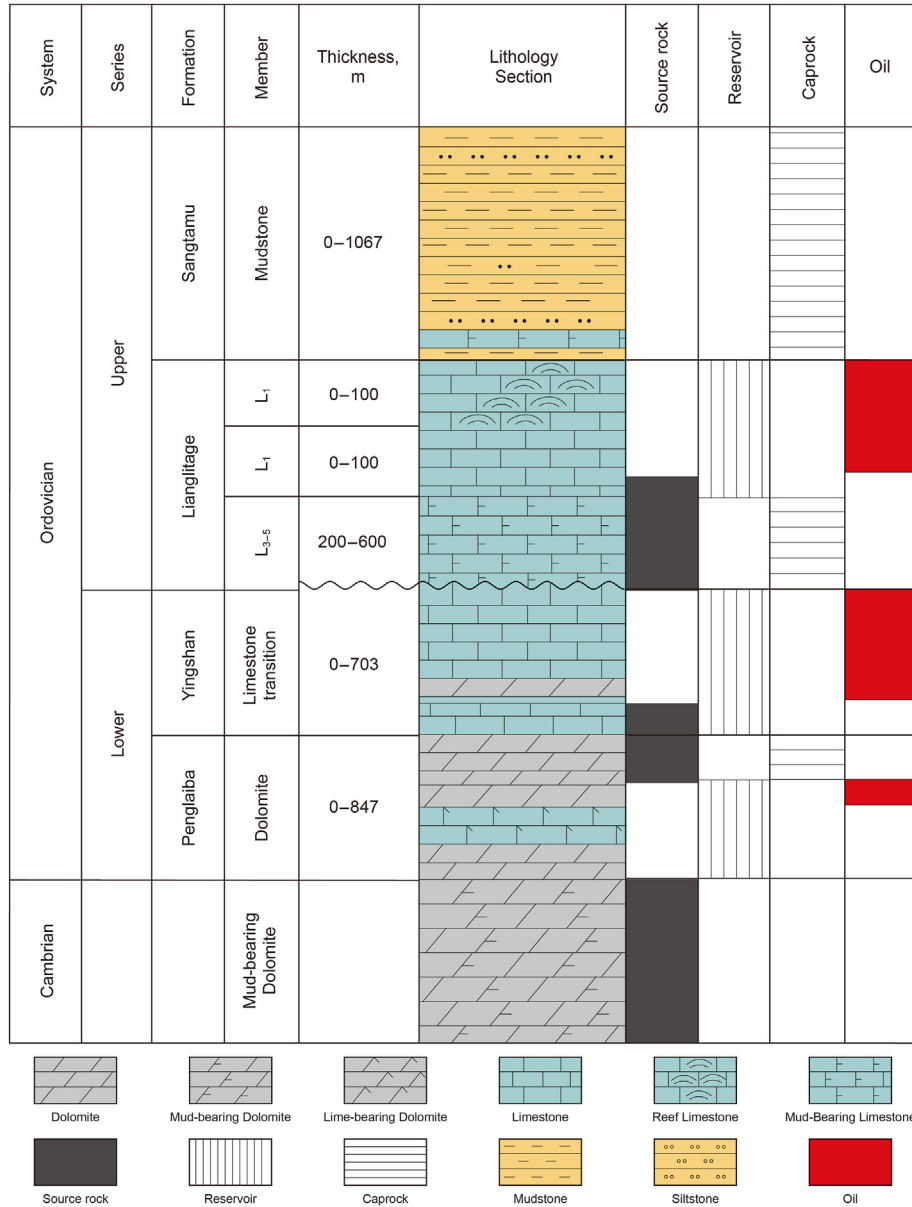 System
Series
Formation
Member
Thickness,
m
Lithology
Section
Source rock
Reservoir
Caprock
Oil
Ordovician
Upper
Sangtamu
Mudstone
0–1067
Lianglitage
L1
0–100
L1
0–100
L3–5
200–600
Lower
Yingshan
Limestone
transition
0–703
Penglaiba
Dolomite
0–847
Cambrian
Mud-bearing
Dolomite
Dolomite
Mud-bearing Dolomite
Lime-bearing Dolomite
Limestone
Reef Limestone
Mud-Bearing Limestone
Source rock
Reservoir
Caprock
Mudstone
Siltstone
Oil